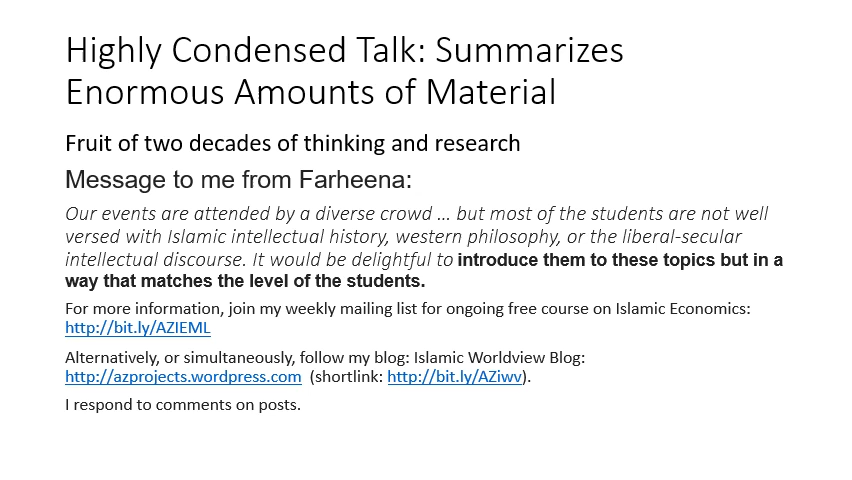 Highly Condensed Talk: Summarizes
Enormous Amounts of Material
Fruit of two decades of thinking and research
Message to me from Farheena:
Our events are attended by a diverse crowd … but most of the students are not well
versed with Islamic intellectual history, western philosophy, or the liberal-secular
intellectual discourse. It would be delightful to introduce them to these topics but in a
way that matches the level of the students.
For more information, join my weekly mailing list for ongoing free course on Islamic Economics:
http://bit.ly/AZIEML
Alternatively, or simultaneously, follow my blog: Islamic Worldview Blog:
http://azprojects.wordpress.com (shortlink: http://bit.ly/AZiwv).
I respond to comments on posts.